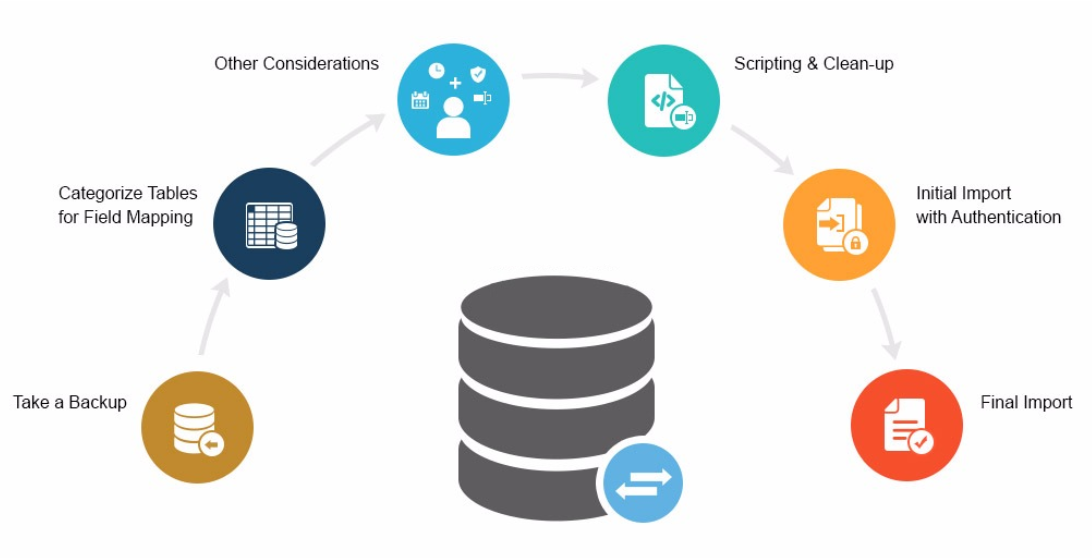 Take a Backup
Categorize Tables
for Field Mapping
Other Considerations
Scripting & Clean-up
Initial Import
with Authentication
Final Import